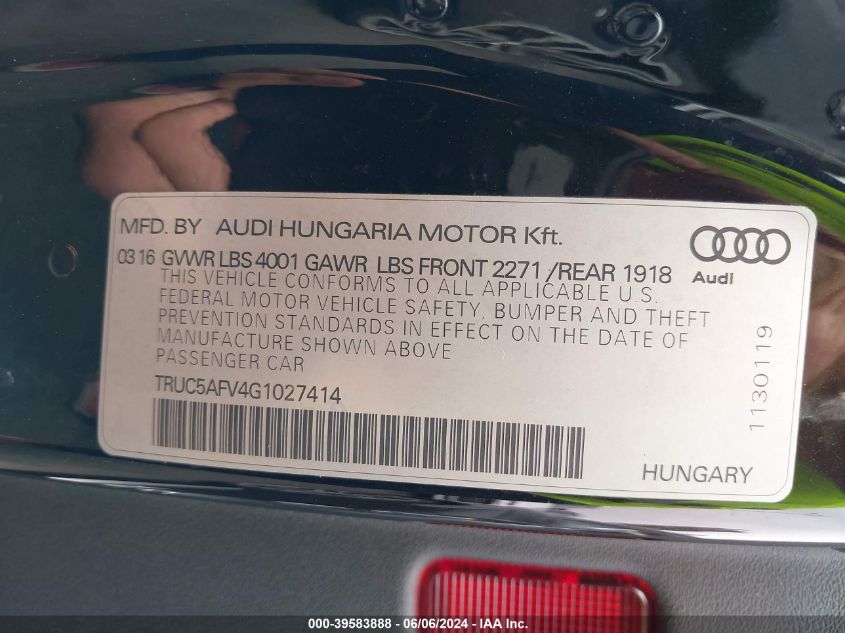 MFD. BY AUDI HUNGARIA MOTOR Kft.
03 16 GVWR LBS 4001 GAWR LBS FRONT 2271 /REAR 1918
THIS VEHICLE CONFORMS TO ALL APPLICABLE U.S.
FEDERAL MOTOR VEHICLE SAFETY, BUMPER AND THEFT
PREVENTION STANDARDS IN EFFECT ON THE DATE OF
MANUFACTURE SHOWN ABOVE
PASSENGER CAR
TRUC5AFV4G1027414
Audi
1130119
HUNGARY
000-39583888 - 06/06/2024 - IAA Inc.